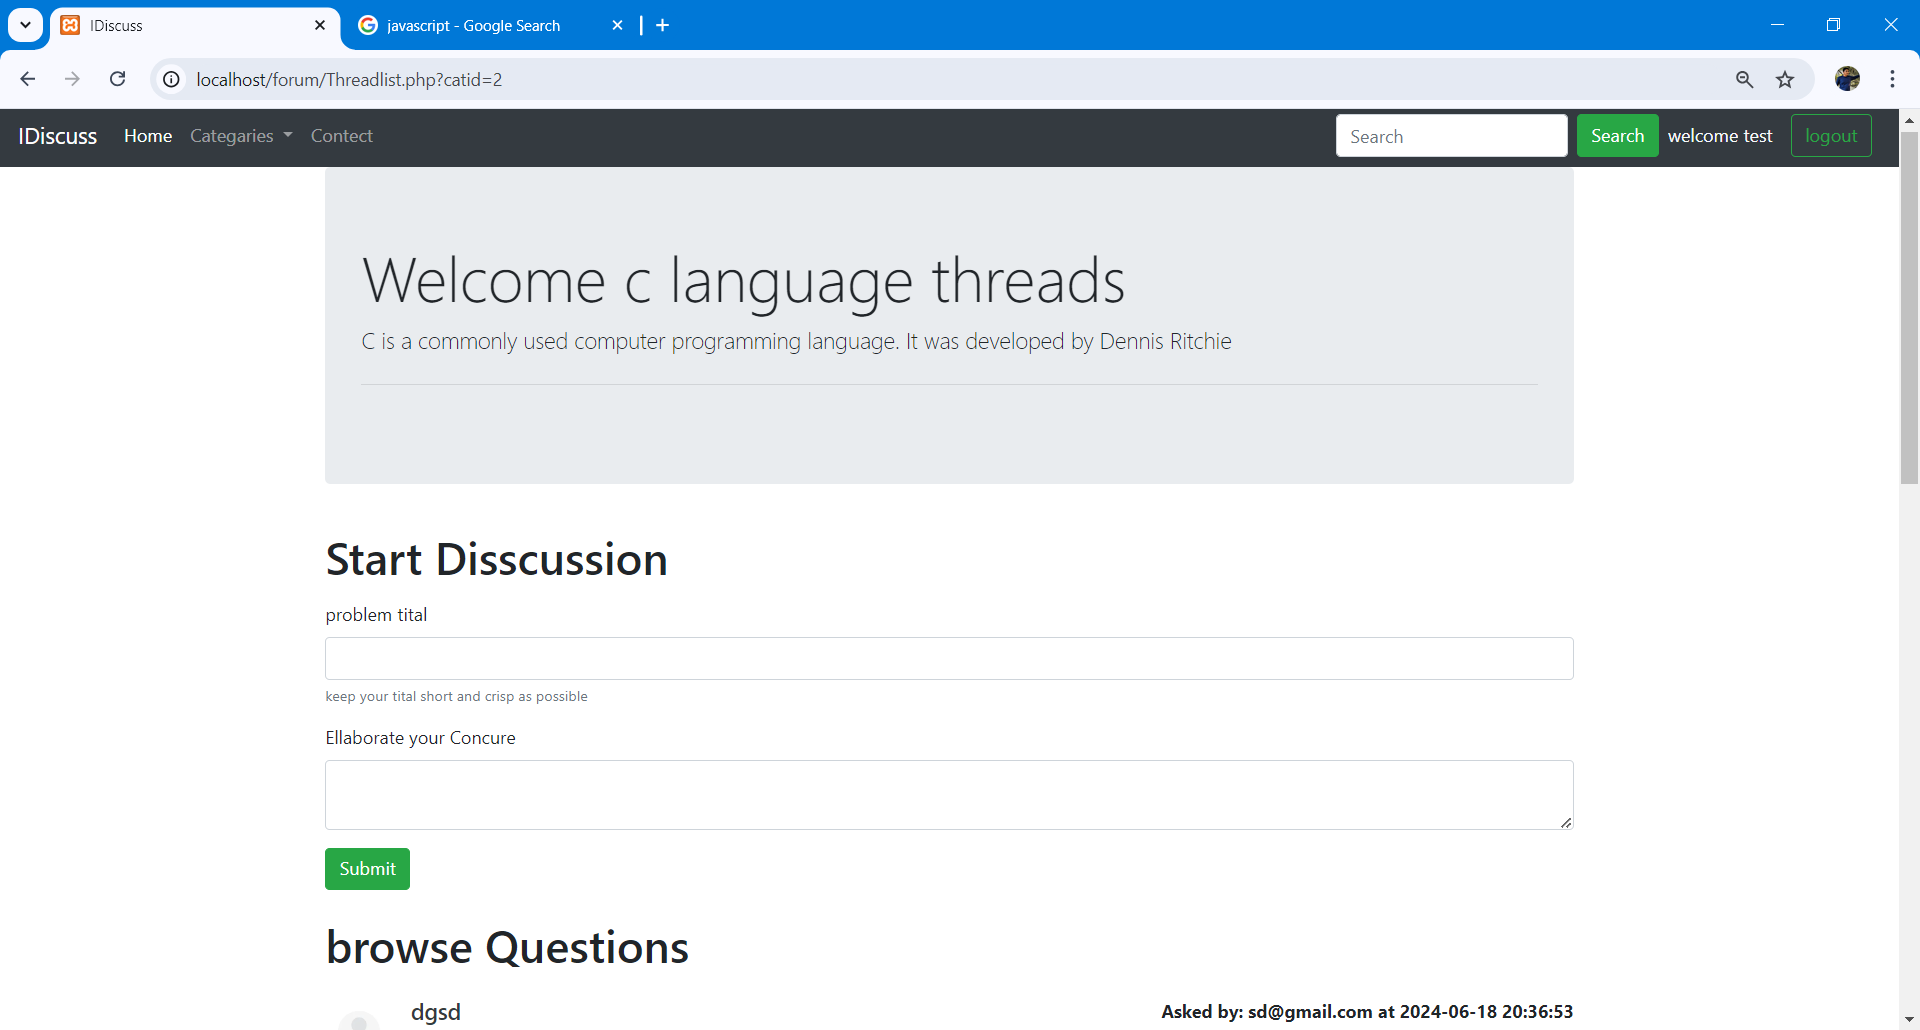 IDiscuss
javascript - Google Search
localhost/forum/Threadlist.php?catid=2
IDiscuss Home Categaries Contect Search Search welcome test logout
Welcome c language threads
C is a commonly used computer programming language. It was developed by Dennis Ritchie
Start Disscussion
problem tital
keep your tital short and crisp as possible
Ellaborate your Concure
Submit
browse Questions
dgsd Asked by: sd@gmail.com at 2024-06-18 20:36:53